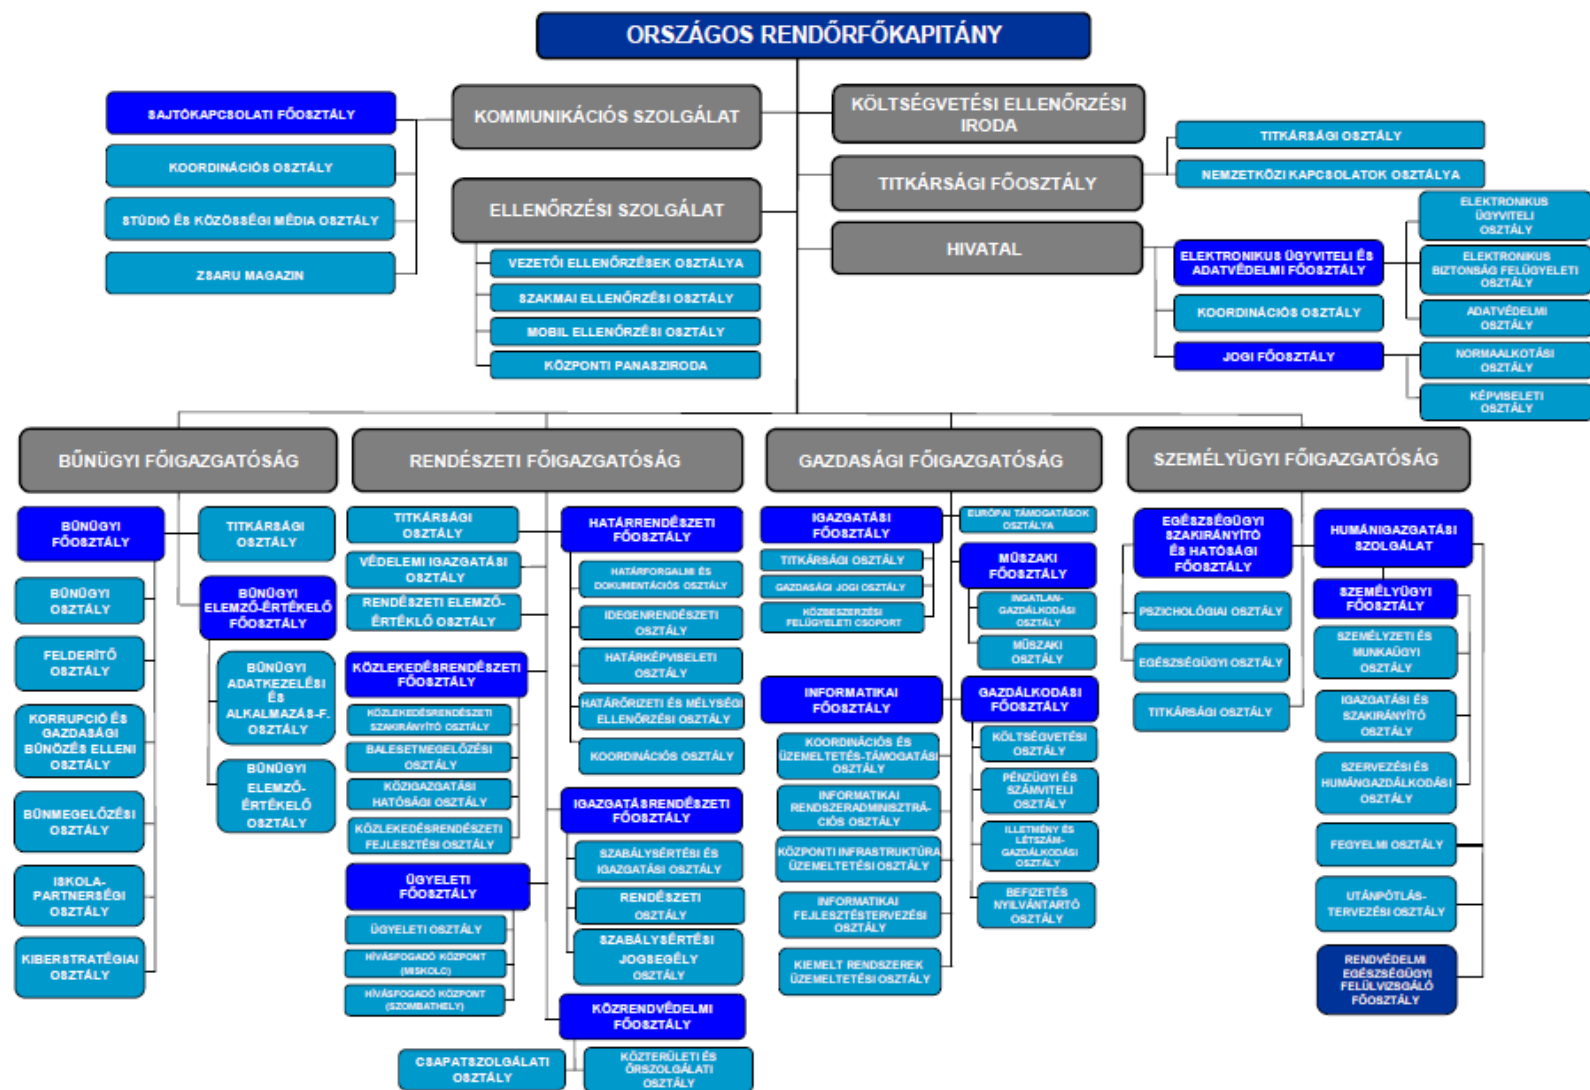 ORSZÁGOS RENDŐRFŐKAPITÁNY
SAJTÓKAPCSOLATI FŐOSZTÁLY
KOORDINÁCIÓS OSZTÁLY
STÚDIÓ ÉS KÖZÖSSÉGI MÉDIA OSZTÁLY
ZSARU MAGAZIN
KOMMUNIKÁCIÓS SZOLGÁLAT
ELLENŐRZÉSI SZOLGÁLAT
VEZETŐI ELLENŐRZÉSEK OSZTÁLYA
SZAKMAI ELLENŐRZÉSI OSZTÁLY
MOBIL ELLENŐRZÉSI OSZTÁLY
KÖZPONTI PANASZIRODA
KÖLTSÉGVETÉSI ELLENŐRZÉSI
IRODA
TITKÁRSÁGI FŐOSZTÁLY
TITKÁRSÁGI OSZTÁLY
NEMZETKÖZI KAPCSOLATOK OSZTÁLYA
HIVATAL
ELEKTRONIKUS ÜGYVITELI ÉS
ADATVÉDELMI FŐOSZTÁLY
KOORDINÁCIÓS OSZTÁLY
JOGI FŐOSZTÁLY
ELEKTRONIKUS
ÜGYVITELI
OSZTÁLY
ELEKTRONIKUS
BIZTONSÁG FELÜGYELETI
OSZTÁLY
ADATVÉDELMI
OSZTÁLY
NORMAALKOTÁSI
OSZTÁLY
KÉPVISELETI
OSZTÁLY
BŰNÜGYI FŐIGAZGATÓSÁG
BŰNÜGYI
FŐOSZTÁLY
BŰNÜGYI
OSZTÁLY
FELDERÍTŐ
OSZTÁLY
KORRUPCIÓ ÉS
GAZDASÁGI
BŰNÖZÉS ELLENI
OSZTÁLY
BŰNMEGELŐZÉSI
OSZTÁLY
ISKOLA-
PARTNERSÉGI
OSZTÁLY
KIBERSTRATÉGIAI
OSZTÁLY
TITKÁRSÁGI
OSZTÁLY
BŰNÜGYI
ELEMZŐ-ÉRTÉKELŐ
FŐOSZTÁLY
BŰNÜGYI
ADATKEZELÉSI
ÉS
ALKALMAZÁS-F.
OSZTÁLY
BŰNÜGYI
ELEMZŐ-
ÉRTÉKELŐ
OSZTÁLY
RENDÉSZETI FŐIGAZGATÓSÁG
TITKÁRSÁGI
OSZTÁLY
VÉDELEMI IGAZGATÁSI
OSZTÁLY
RENDÉSZETI ELEMZŐ-
ÉRTÉKLŐ OSZTÁLY
KÖZLEKEDÉSRENDÉSZETI
FŐOSZTÁLY
KÖZLEKEDÉSRENDÉSZETI
SZAKIRÁNYÍTÓ OSZTÁLY
BALESETMEGELŐZÉSI
OSZTÁLY
KÖZIGAZGATÁSI
HATÓSÁGI OSZTÁLY
KÖZLEKEDÉSRENDÉSZETI
FEJLESZTÉSI OSZTÁLY
ÜGYELETI
FŐOSZTÁLY
ÜGYELETI OSZTÁLY
HÍVÁSFOGADÓ KÖZPONT
(MISKOLC)
HÍVÁSFOGADÓ KÖZPONT
(SZOMBATHELY)
HATÁRRENDÉSZETI
FŐOSZTÁLY
HATÁRFORGALMI ÉS
DOKUMENTÁCIÓS OSZTÁLY
IDEGENRENDÉSZETI
OSZTÁLY
HATÁRKÉPVISELETI
OSZTÁLY
HATÁRŐRIZETI ÉS MÉLYSÉGI
ELLENŐRZÉSI OSZTÁLY
KOORDINÁCIÓS OSZTÁLY
IGAZGATÁSRENDÉSZETI
FŐOSZTÁLY
SZABÁLYSÉRTÉSI ÉS
IGAZGATÁSI OSZTÁLY
RENDÉSZETI
OSZTÁLY
SZABÁLYSÉRTÉSI
JOGSEGÉLY
OSZTÁLY
KÖZRENDVÉDELMI
FŐOSZTÁLY
CSAPATSZOLGÁLATI
OSZTÁLY
KÖZTERÜLETI ÉS
ŐRSZOLGÁLATI
OSZTÁLY
GAZDASÁGI FŐIGAZGATÓSÁG
IGAZGATÁSI
FŐOSZTÁLY
TITKÁRSÁGI OSZTÁLY
GAZDASÁGI JOGI OSZTÁLY
KÖZBESZERZÉSI
FELÜGYELETI CSOPORT
INFORMATIKAI
FŐOSZTÁLY
KOORDINÁCIÓS ÉS
ÜZEMELTETÉS-TÁMOGATÁSI
OSZTÁLY
INFORMATIKAI
RENDSZERADMINISZTRÁ-
CIÓS OSZTÁLY
KÖZPONTI INFRASTRUKTÚRA
ÜZEMELTETÉSI OSZTÁLY
INFORMATIKAI
FEJLESZTÉSTERVEZÉSI
OSZTÁLY
KIEMELT RENDSZEREK
ÜZEMELTETÉSI OSZTÁLY
EURÓPAI TÁMOGATÁSOK
OSZTÁLYA
MŰSZAKI
FŐOSZTÁLY
INGATLAN-
GAZDÁLKODÁSI
OSZTÁLY
MŰSZAKI
OSZTÁLY
GAZDÁLKODÁSI
FŐOSZTÁLY
KÖLTSÉGVETÉSI
OSZTÁLY
PÉNZÜGYI ÉS
SZÁMVITELI
OSZTÁLY
ILLETMÉNY ÉS
LÉTSZÁM-
GAZDÁLKODÁSI
OSZTÁLY
BEFIZETÉS
NYILVÁNTARTÓ
OSZTÁLY
SZEMÉLYÜGYI FŐIGAZGATÓSÁG
EGÉSZSÉGÜGYI
SZAKIRÁNYÍTÓ
ÉS HATÓSÁGI
FŐOSZTÁLY
PSZICHOLÓGIAI OSZTÁLY
EGÉSZSÉGÜGYI OSZTÁLY
TITKÁRSÁGI OSZTÁLY
HUMÁNIGAZGATÁSI
SZOLGÁLAT
SZEMÉLYÜGYI
FŐOSZTÁLY
SZEMÉLYZETI ÉS
MUNKAÜGYI
OSZTÁLY
IGAZGATÁSI ÉS
SZAKIRÁNYÍTÓ
OSZTÁLY
SZERVEZÉSI ÉS
HUMÁNGAZDÁLKODÁSI
OSZTÁLY
FEGYELMI OSZTÁLY
UTÁNPÓTLÁS-
TERVEZÉSI OSZTÁLY
RENDVÉDELMI
EGÉSZSÉGÜGYI
FELÜLVIZSGÁLÓ
FŐOSZTÁLY